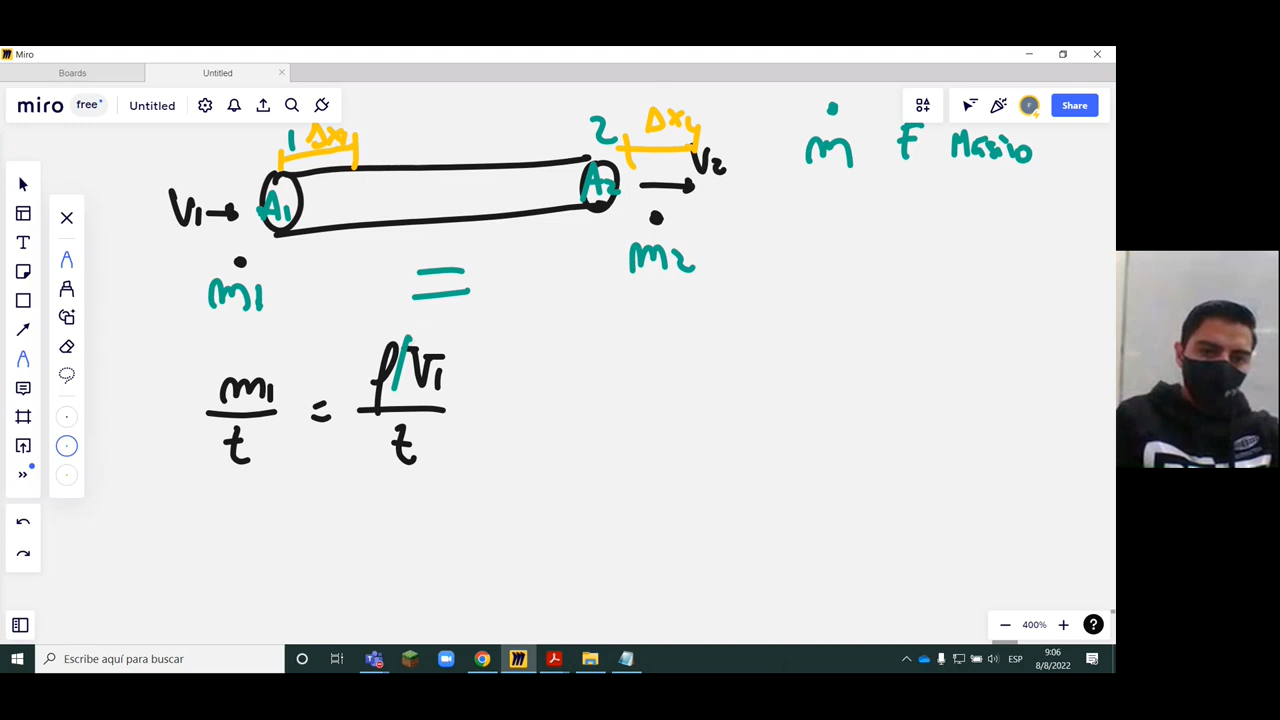 Miro
Boards
Untitled
miro
free
Untitled
Share
1 Δx1
2 Δx2
V1
A1
A2
V2
ṁ F Masivo
ṁ1 = ṁ2
m1/t = ρ/V1/t
400%
?
Escribe aquí para buscar
ESP
9:06
8/8/2022